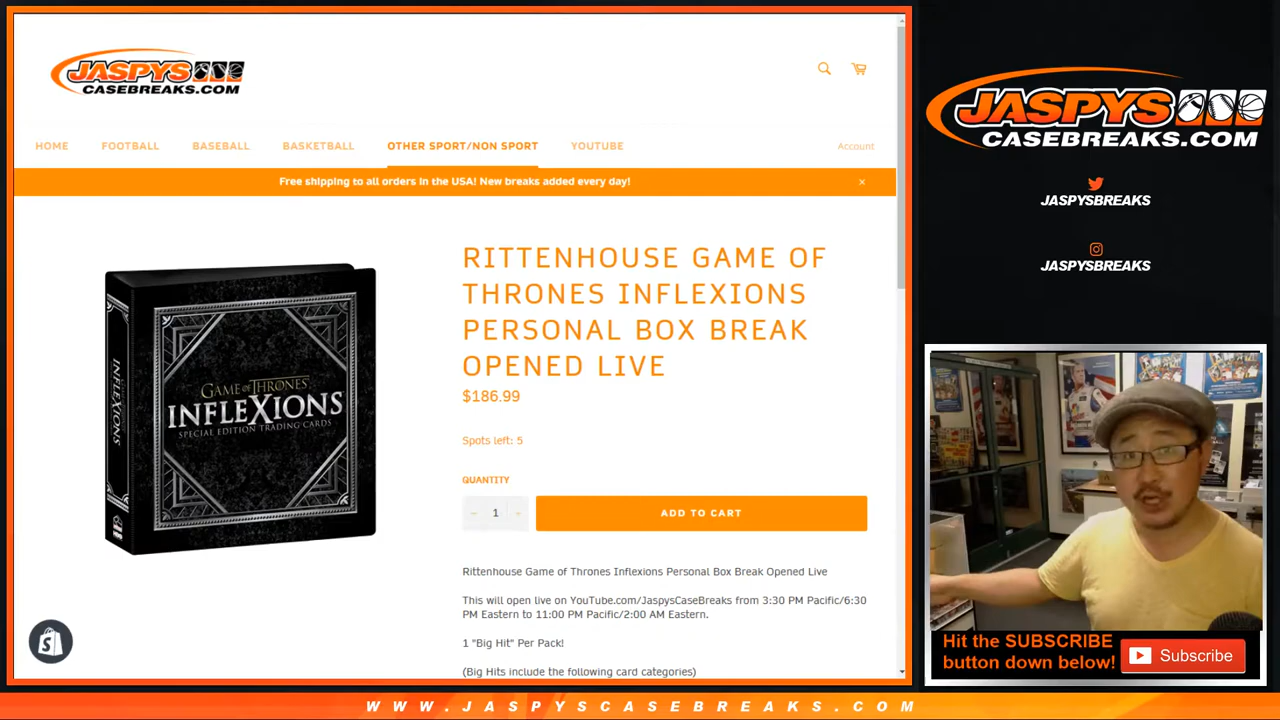 JASPYS
CASEBREAKS.COM
HOME FOOTBALL BASEBALL BASKETBALL OTHER SPORT/NON SPORT YOUTUBE Account
Free shipping to all orders in the USA! New breaks added every day! ×
RITTENHOUSE GAME OF
THRONES INFLEXIONS
PERSONAL BOX BREAK
OPENED LIVE
$186.99
Spots left: 5
QUANTITY
− 1 + ADD TO CART
Rittenhouse Game of Thrones Inflexions Personal Box Break Opened Live
This will open live on YouTube.com/JaspysCaseBreaks from 3:30 PM Pacific/6:30
PM Eastern to 11:00 PM Pacific/2:00 AM Eastern.
1 "Big Hit" Per Pack!
(Big Hits include the following card categories)
GAME OF THRONES
INFLEXIONS
SPECIAL EDITION TRADING CARDS
INFLEXIONS
HBO
JASPYS
CASEBREAKS.COM
JASPYSBREAKS
JASPYSBREAKS
Hit the SUBSCRIBE
button down below!
Subscribe
WWW.JASPYSCASEBREAKS.COM